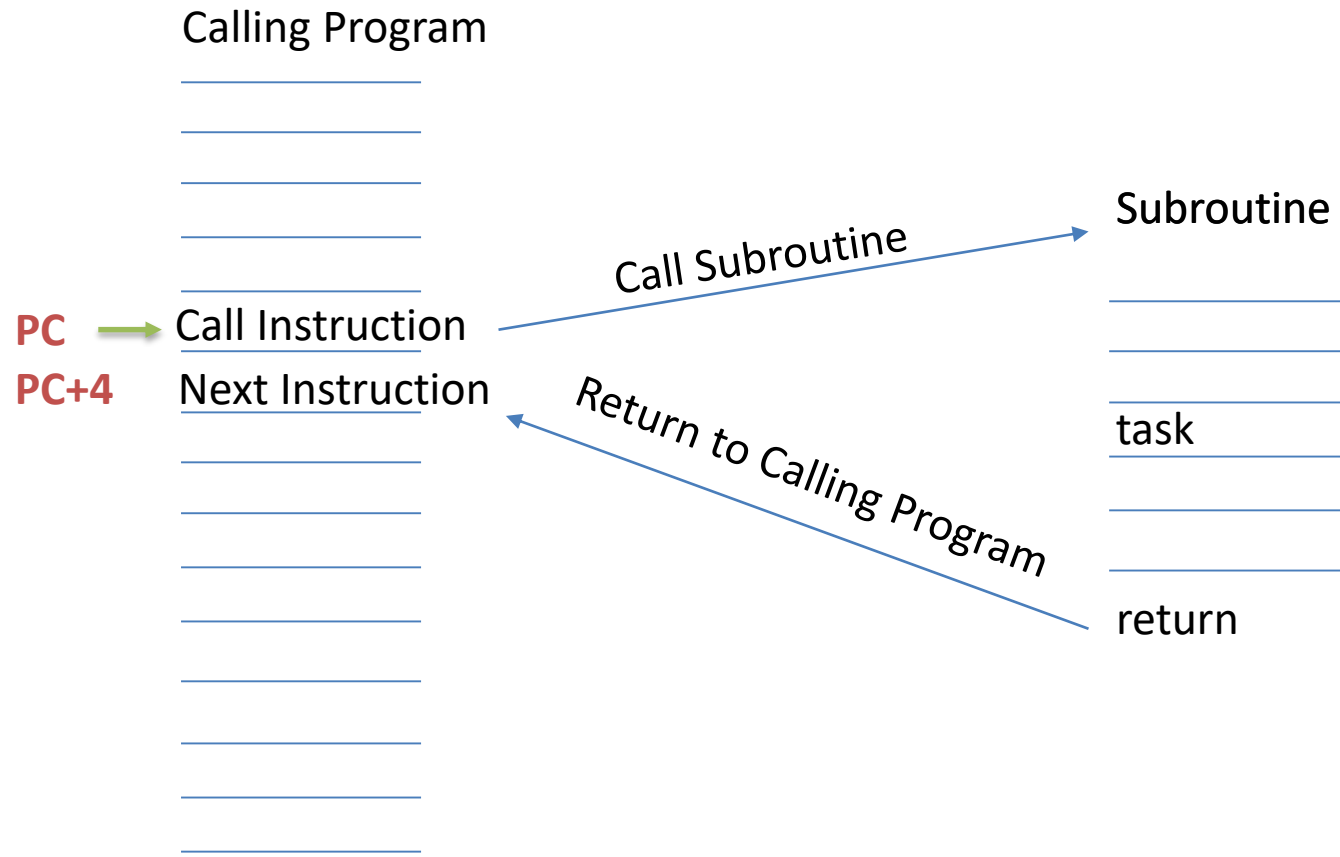 Calling Program
Subroutine
Call Subroutine
PC Call Instruction
PC+4 Next Instruction
Return to Calling Program
task
return